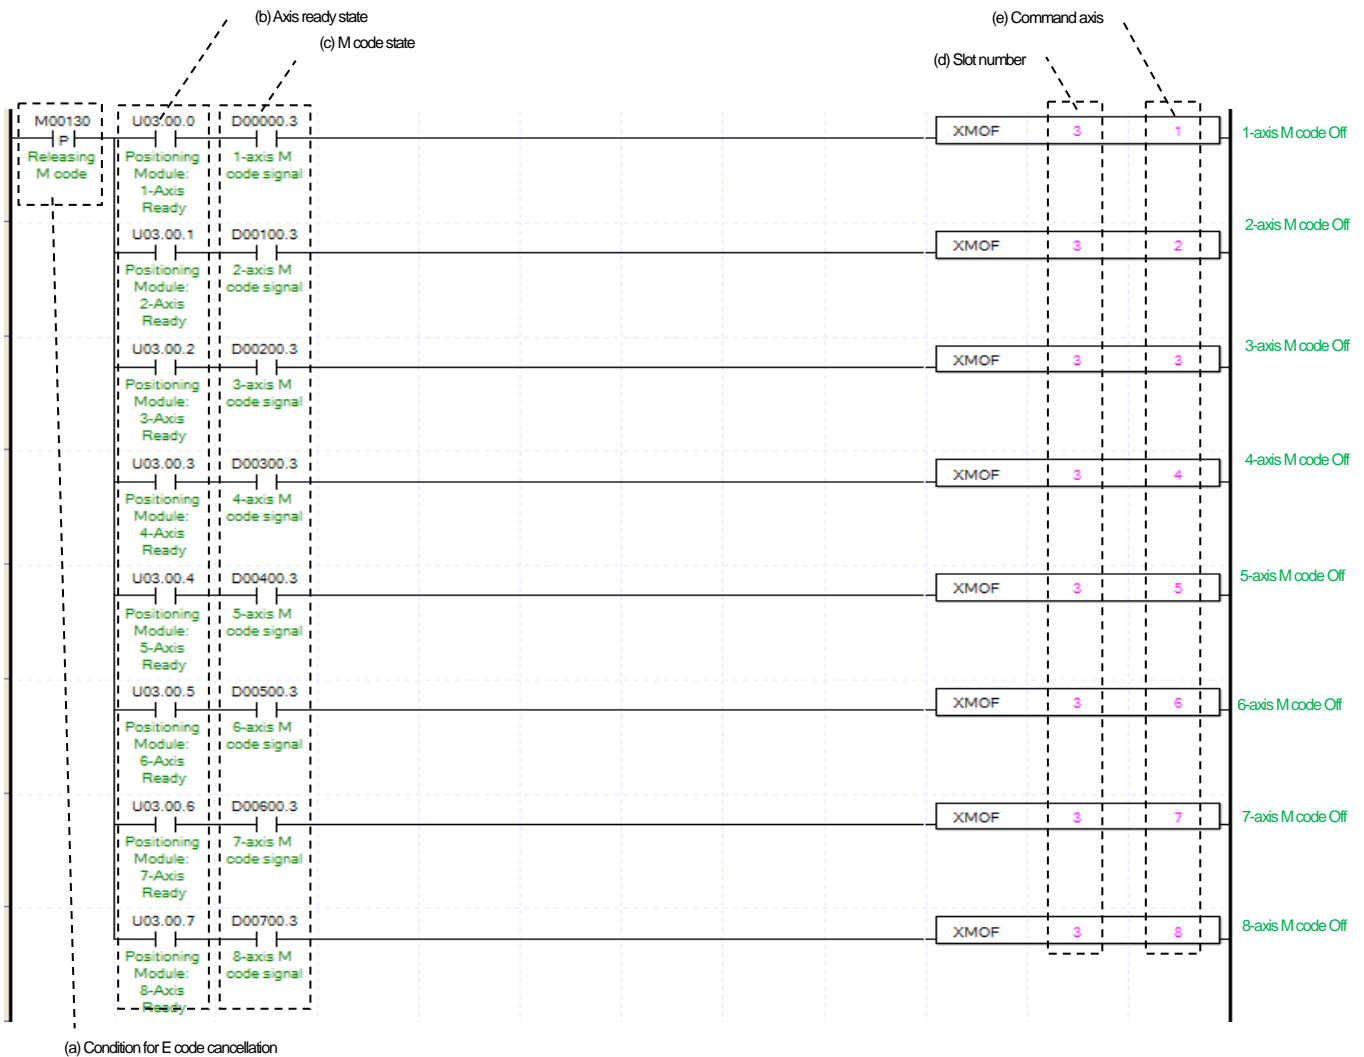 (b) Axis ready state
(e) Command axis
(c) M code state
(d) Slot number
M00130
P
Releasing
M code
U03.00.0
D00000.3
XMOF 3 1
1-axis M code Off
Positioning
Module:
1-Axis
Ready
1-axis M
code signal
U03.00.1
D00100.3
XMOF 3 2
2-axis M code Off
Positioning
Module:
2-Axis
Ready
2-axis M
code signal
U03.00.2
D00200.3
XMOF 3 3
3-axis M code Off
Positioning
Module:
3-Axis
Ready
3-axis M
code signal
U03.00.3
D00300.3
XMOF 3 4
4-axis M code Off
Positioning
Module:
4-Axis
Ready
4-axis M
code signal
U03.00.4
D00400.3
XMOF 3 5
5-axis M code Off
Positioning
Module:
5-Axis
Ready
5-axis M
code signal
U03.00.5
D00500.3
XMOF 3 6
6-axis M code Off
Positioning
Module:
6-Axis
Ready
6-axis M
code signal
U03.00.6
D00600.3
XMOF 3 7
7-axis M code Off
Positioning
Module:
7-Axis
Ready
7-axis M
code signal
U03.00.7
D00700.3
XMOF 3 8
8-axis M code Off
Positioning
Module:
8-Axis
Ready
8-axis M
code signal
(a) Condition for E code cancellation